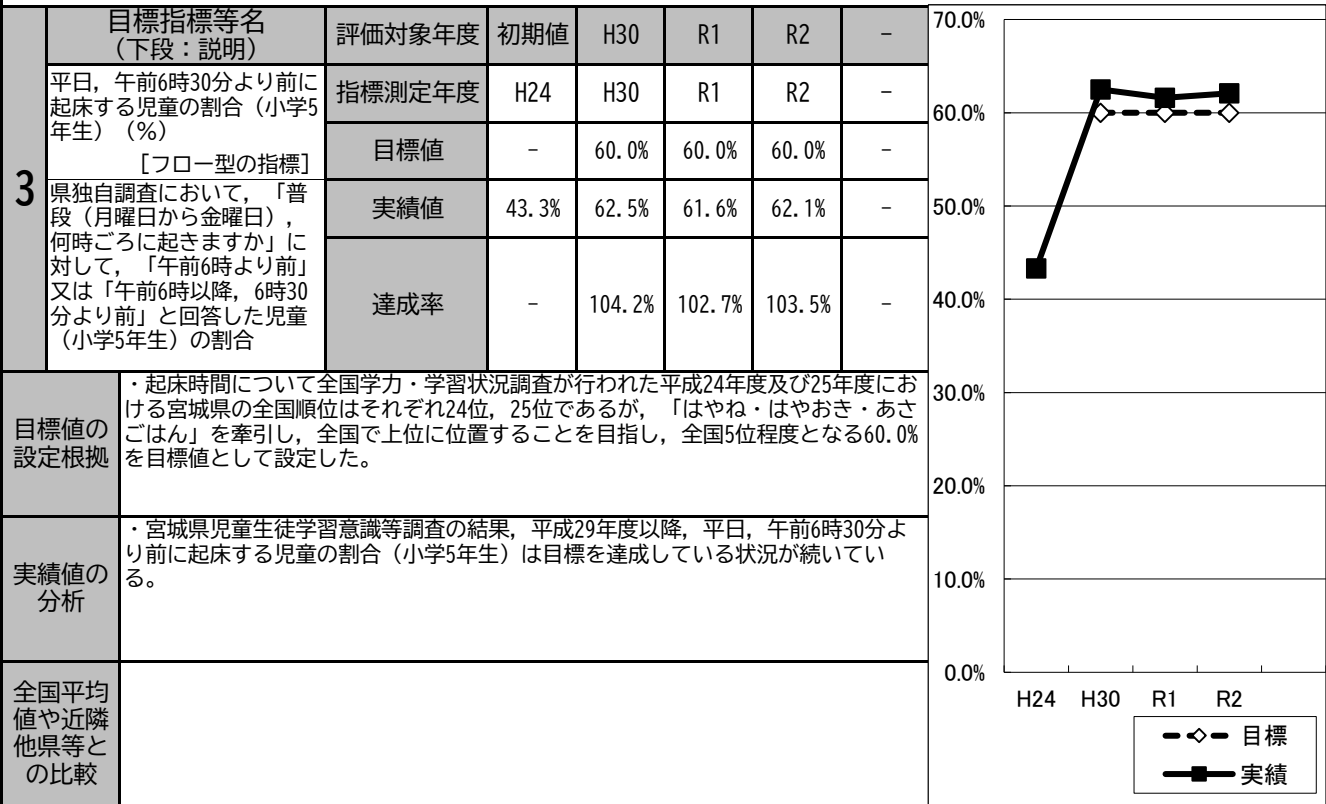 3
目標指標等名
(下段：説明)
評価対象年度 初期値 H30 R1 R2 −
平日，午前6時30分より前に
起床する児童の割合（小学5
年生）（%）
［フロー型の指標］
指標測定年度 H24 H30 R1 R2 −
目標値 − 60.0% 60.0% 60.0% −
県独自調査において，「普
段（月曜日から金曜日），
何時ごろに起きますか」に
対して，「午前6時より前」
又は「午前6時以降，6時30
分より前」と回答した児童
（小学5年生）の割合
実績値 43.3% 62.5% 61.6% 62.1% −
達成率 − 104.2% 102.7% 103.5% −
目標値の
設定根拠
・起床時間について全国学力・学習状況調査が行われた平成24年度及び25年度にお
ける宮城県の全国順位はそれぞれ24位，25位であるが，「はやね・はやおき・あさ
ごはん」を牽引し，全国で上位に位置することを目指し，全国5位程度となる60.0%
を目標値として設定した。
実績値の
分析
・宮城県児童生徒学習意識等調査の結果，平成29年度以降，平日，午前6時30分よ
り前に起床する児童の割合（小学5年生）は目標を達成している状況が続いてい
る。
全国平均
値や近隣
他県等と
の比較
70.0%
60.0%
50.0%
40.0%
30.0%
20.0%
10.0%
0.0%
H24 H30 R1 R2
目標
実績